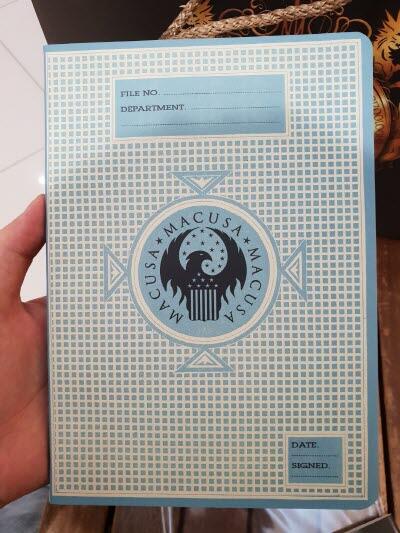 FILE NO.
DEPARTMENT.
MACUSA ★ MACUSA ★ MACUSA
DATE.
SIGNED.